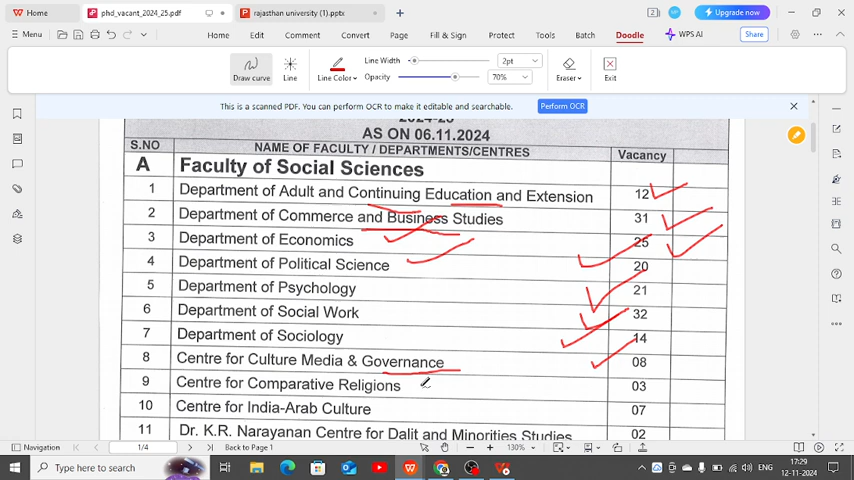 Home
phd_vacant_2024_25.pdf
rajasthan university (1).pptx
Upgrade now
Menu
Home
Edit
Comment
Convert
Page
Fill & Sign
Protect
Tools
Batch
Doodle
WPS AI
Share
Draw curve
Line
Line Color
Line Width
2pt
Opacity
70%
Eraser
Exit
This is a scanned PDF. You can perform OCR to make it editable and searchable.
Perform OCR
2024-25
AS ON 06.11.2024
S.NO NAME OF FACULTY / DEPARTMENTS/CENTRES Vacancy
A Faculty of Social Sciences
1 Department of Adult and Continuing Education and Extension 12
2 Department of Commerce and Business Studies 31
3 Department of Economics 25
4 Department of Political Science 20
5 Department of Psychology 21
6 Department of Social Work 32
7 Department of Sociology 14
8 Centre for Culture Media & Governance 08
9 Centre for Comparative Religions 03
10 Centre for India-Arab Culture 07
11 Dr. K.R. Narayanan Centre for Dalit and Minorities Studies 02
Navigation
1/4
Back to Page 1
130%
Type here to search
ENG
17:29
12-11-2024